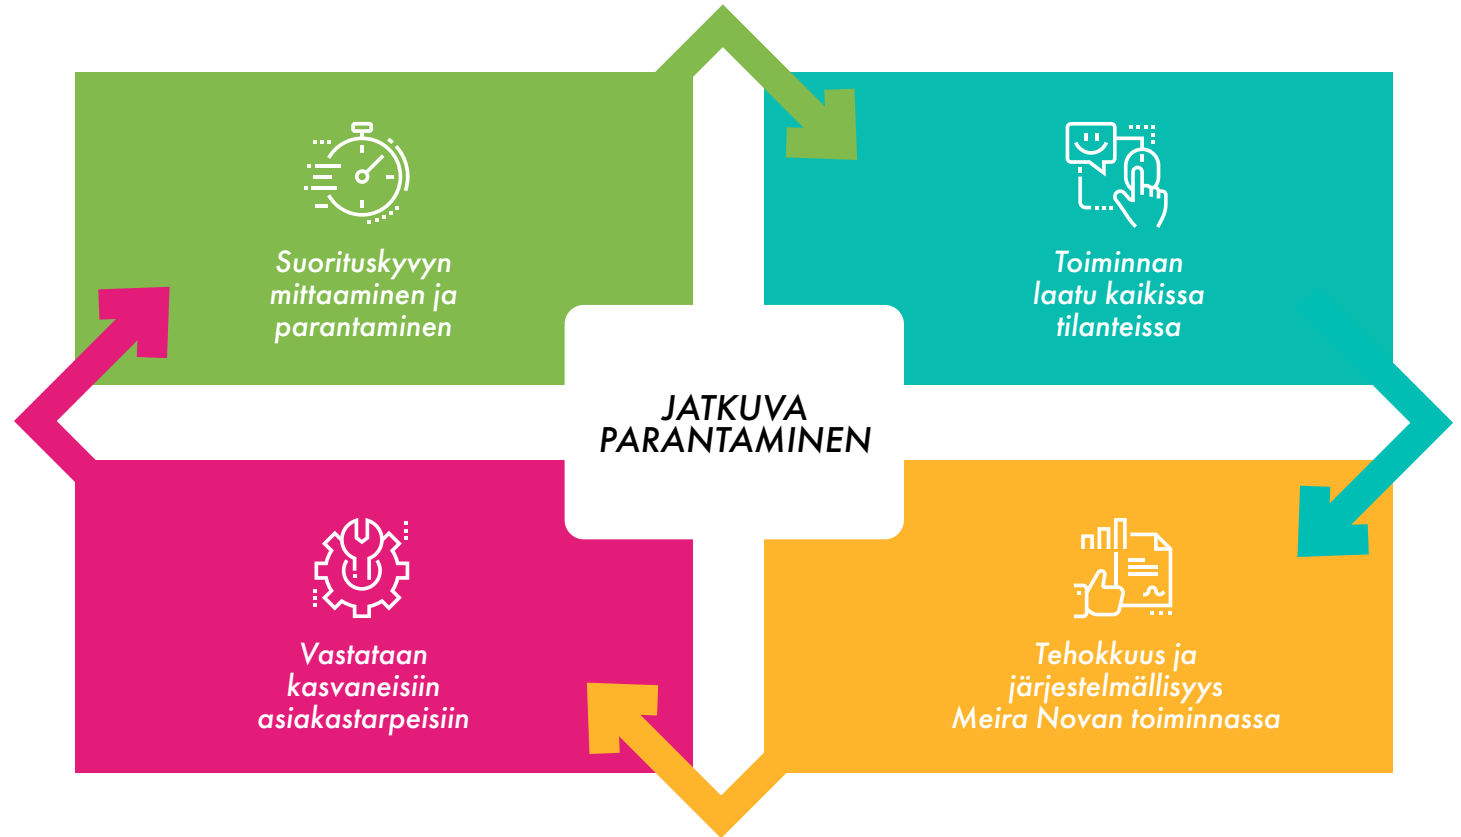 Suorituskyvyn
mittaaminen ja
parantaminen
Toiminnan
laatu kaikissa
tilanteissa
JATKUVA
PARANTAMINEN
Vastataan
kasvaneisiin
asiakastarpeisiin
Tehokkuus ja
järjestelmällisyys
Meira Novan toiminnassa